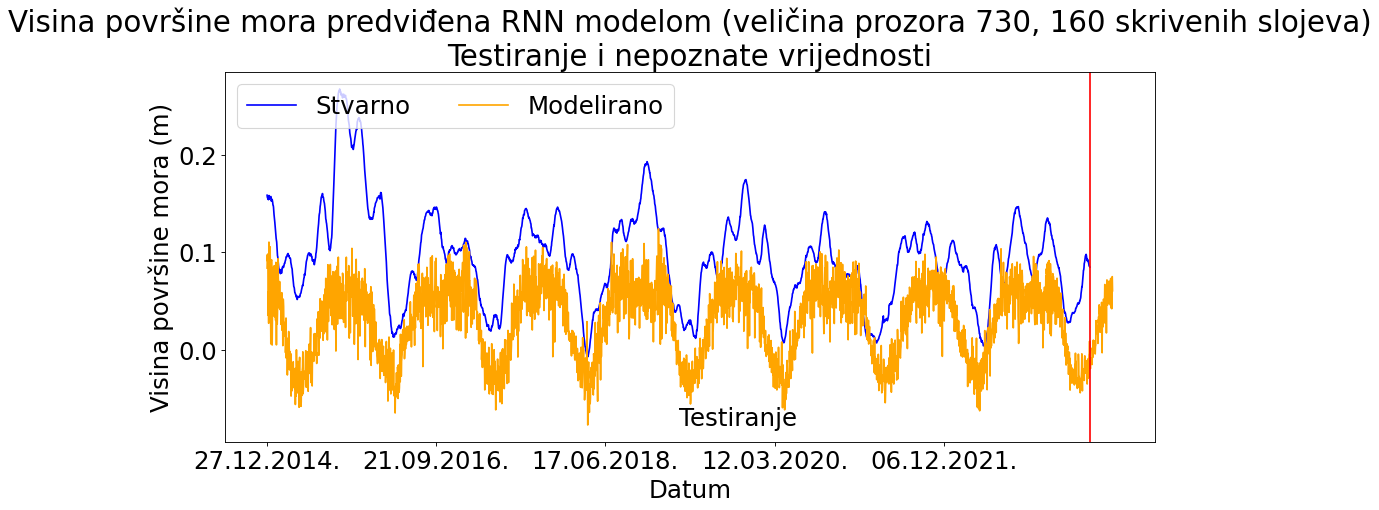 Visina površine mora predviđena RNN modelom (veličina prozora 730, 160 skrivenih slojeva)
Testiranje i nepoznate vrijednosti
Stvarno
Modelirano
Visina površine mora (m)
0.2
0.1
0.0
Testiranje
27.12.2014.
21.09.2016.
17.06.2018.
12.03.2020.
06.12.2021.
Datum